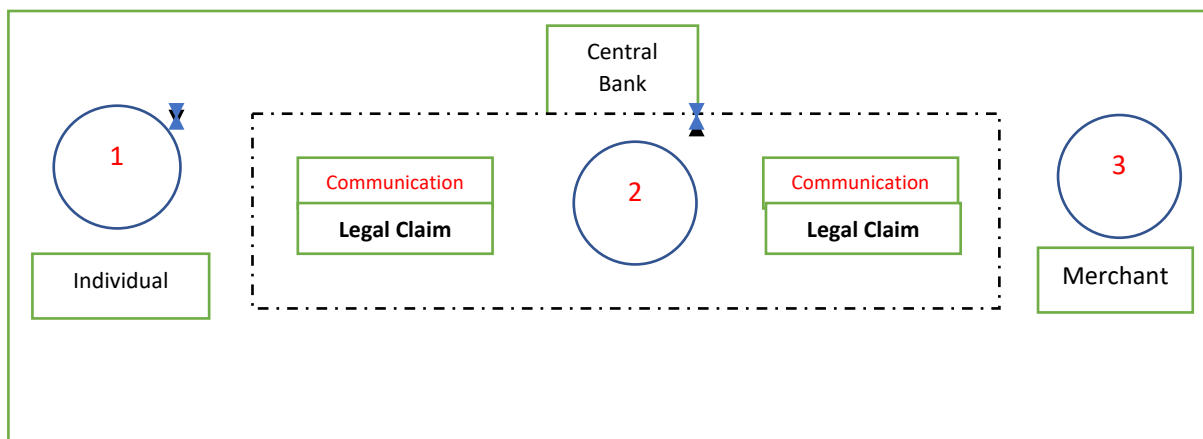 Central
Bank
1
2
3
Communication
Legal Claim
Communication
Legal Claim
Individual
Merchant